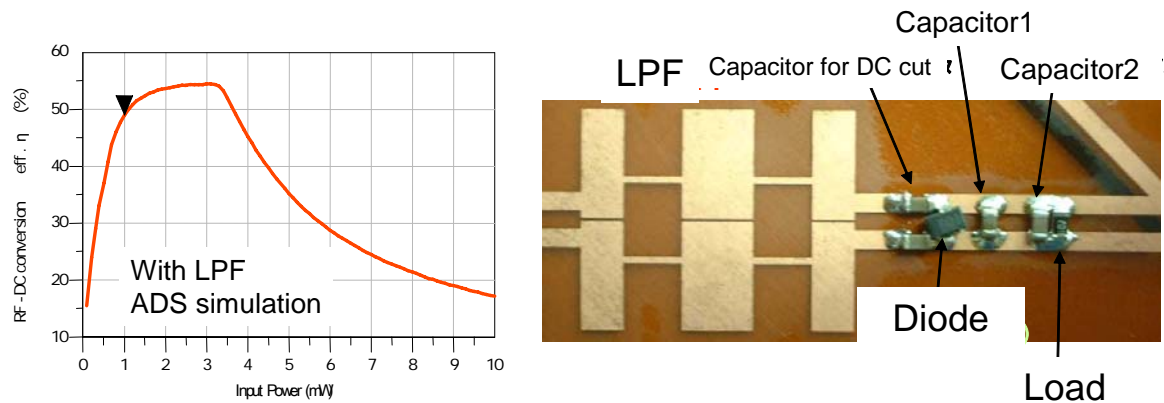 60
50
40
30
20
10
RF - DC conversion eff. η (%)
With LPF
ADS simulation
0 1 2 3 4 5 6 7 8 9 10
Input Power (mW)
Capacitor1
LPF
Capacitor for DC cut
Capacitor2
Diode
Load